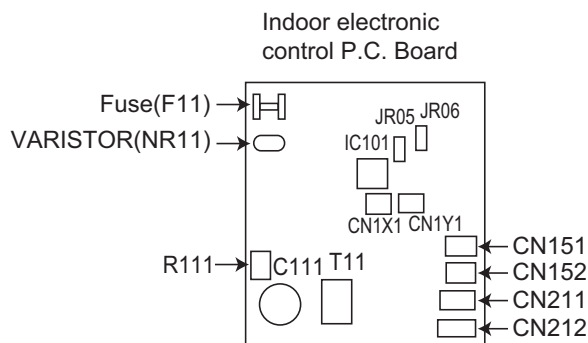 Indoor electronic
control P.C. Board
Fuse(F11)
JR05 JR06
VARISTOR(NR11)
IC101
CN1X1 CN1Y1
CN151
R111 C111 T11
CN152
CN211
CN212